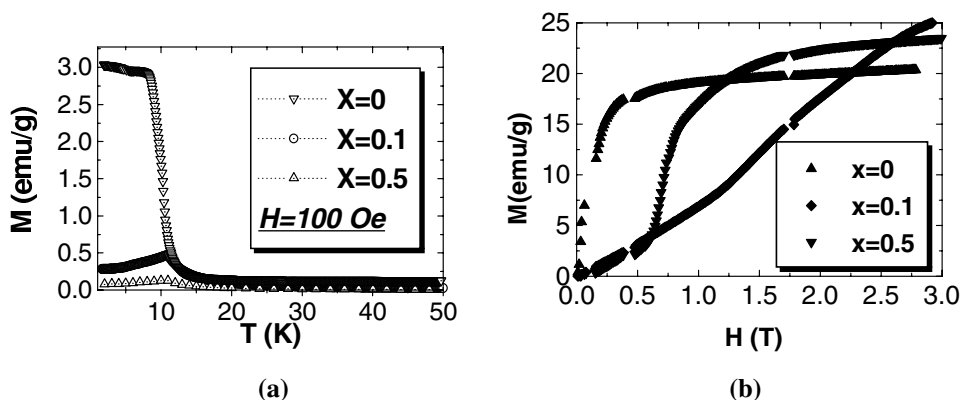 3.0
2.5
2.0
1.5
1.0
0.5
0.0
M (emu/g)
X=0
X=0.1
X=0.5
H=100 Oe
10 20 30 40 50
T (K)
(a)
25
20
15
10
5
0
M(emu/g)
x=0
x=0.1
x=0.5
0.0 0.5 1.0 1.5 2.0 2.5 3.0
H (T)
(b)